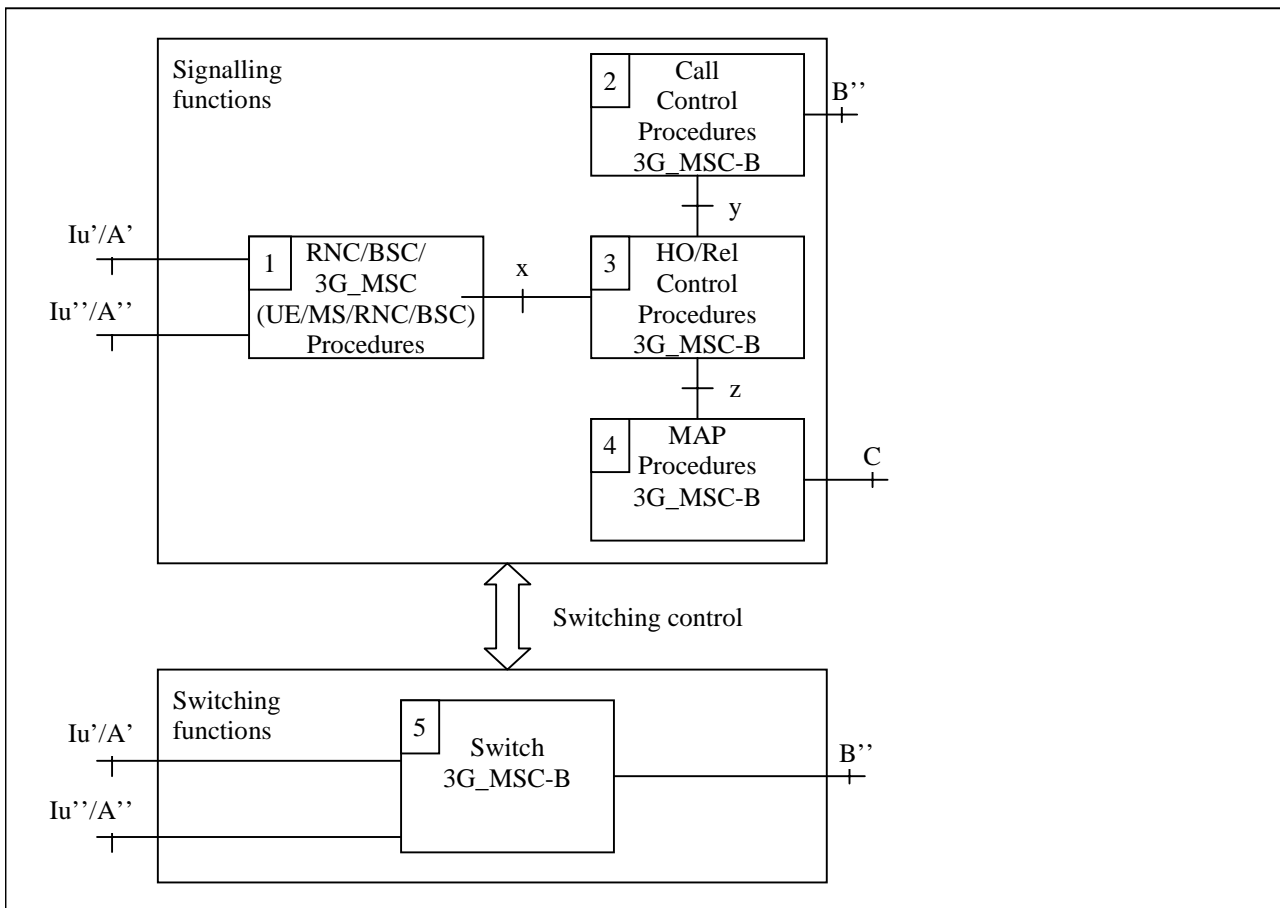 Signalling
functions
2
Call
Control
Procedures
3G_MSC-B
B’’
y
Iu’/A'
Iu’’/A’’
1
RNC/BSC/
3G_MSC
(UE/MS/RNC/BSC)
Procedures
x
3
HO/Rel
Control
Procedures
3G_MSC-B
z
4
MAP
Procedures
3G_MSC-B
C
Switching control
Switching
functions
Iu’/A'
Iu’’/A’’
5
Switch
3G_MSC-B
B’’